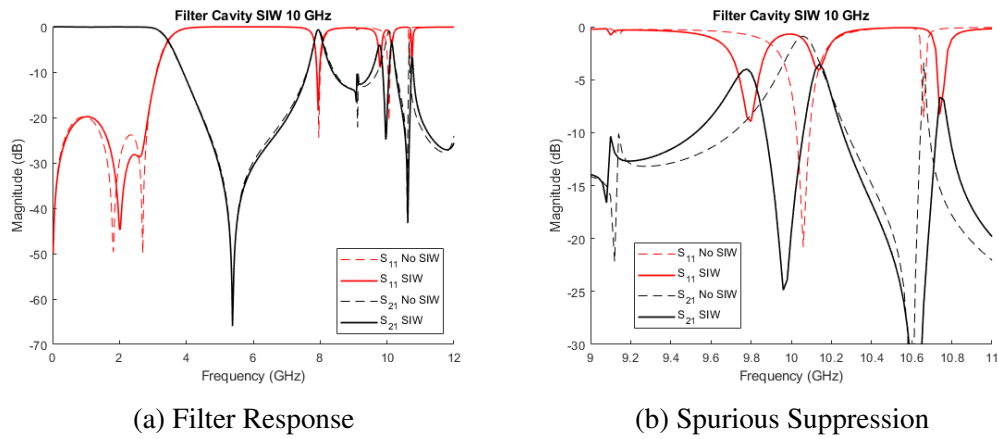 Filter Cavity SIW 10 GHz
0
-10
-20
-30
-40
-50
-60
-70
Magnitude (dB)
S11 No SIW
S11 SIW
S21 No SIW
S21 SIW
0 2 4 6 8 10 12
Frequency (GHz)
(a) Filter Response
Filter Cavity SIW 10 GHz
0
-5
-10
-15
-20
-25
-30
Magnitude (dB)
S11 No SIW
S11 SIW
S21 No SIW
S21 SIW
9 9.2 9.4 9.6 9.8 10 10.2 10.4 10.6 10.8 11
Frequency (GHz)
(b) Spurious Suppression